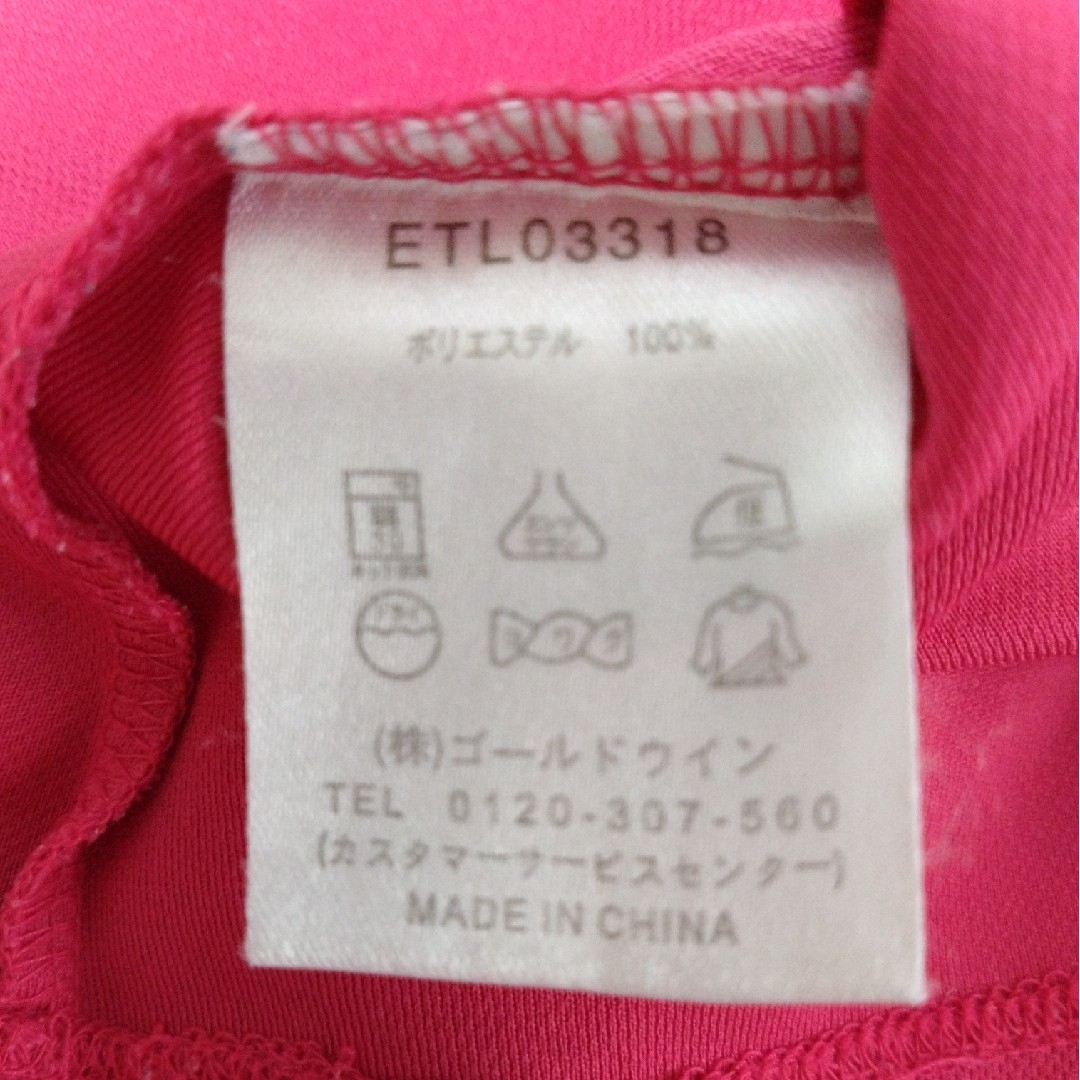 ETL03318
ポリエステル 100%
低
(株)ゴールドウイン
TEL 0120-307-560
(カスタマーサービスセンター)
MADE IN CHINA